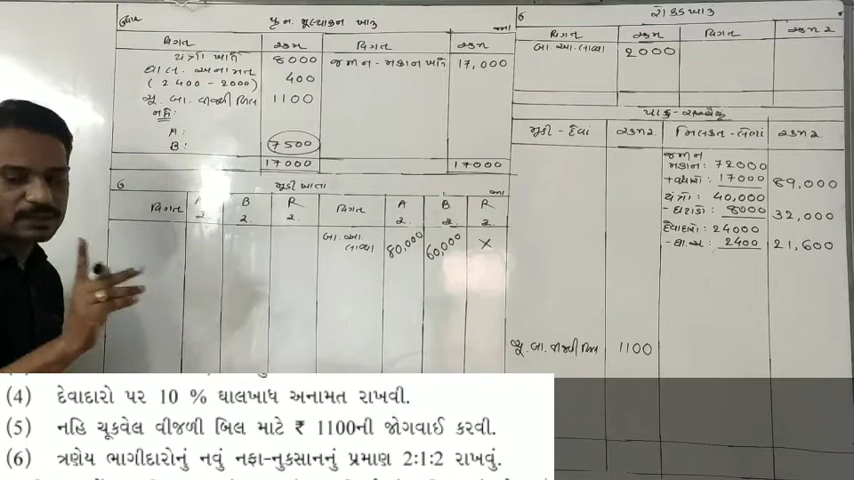 ઉધાર પુનઃ મૂલ્યાંકન ખાતું જમા
વિગત રકમ વિગત રકમ
યંત્રો ખાતે 8000 જમીન-મકાન ખાતે 17,000
ઘાલ. અનામત 400
(2400 - 2000)
ચૂ. બા. વીજળી બિલ 1100
નફો:
A:
B: 7500
17000 17000
ઉ મૂડી ખાતાં જમા
વિગત A રૂ. B રૂ. R રૂ. વિગત A રૂ. B રૂ. R રૂ.
બા. આ. લાવ્યા 80,000 60,000 X
ઉ રોકડ ખાતું જ
વિગત રકમ વિગત રકમ રૂ
બા. આ. લાવ્યા 2000
પાકું-સરવૈયું
મૂડી - દેવાં રકમ રૂ મિલકત - લેણાં રકમ રૂ
જમીન
મકાન: 72000
+ વધારો: 17000 89,000
યંત્રો: 40,000
- ઘટાડો: 8000 32,000
દેવાદારો: 24000
- ઘા.અ: 2400 21,600
ચૂ. બા. વીજળી બિલ 1100
(4) દેવાદારો પર 10 % ઘાલખાધ અનામત રાખવી.
(5) નહિ ચૂકવેલ વીજળી બિલ માટે ₹ 1100ની જોગવાઈ કરવી.
(6) ત્રણેય ભાગીદારોનું નવું નફા-નુકસાનનું પ્રમાણ 2:1:2 રાખવું.